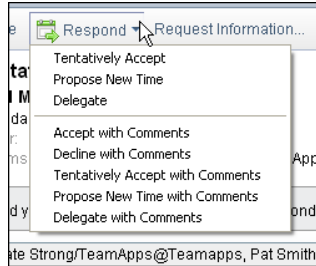 Respond Request Information...
Tentatively Accept
Propose New Time
Delegate
Accept with Comments
Decline with Comments
Tentatively Accept with Comments
Propose New Time with Comments
Delegate with Comments
ate Strong/TeamApps@Teamapps, Pat Smith